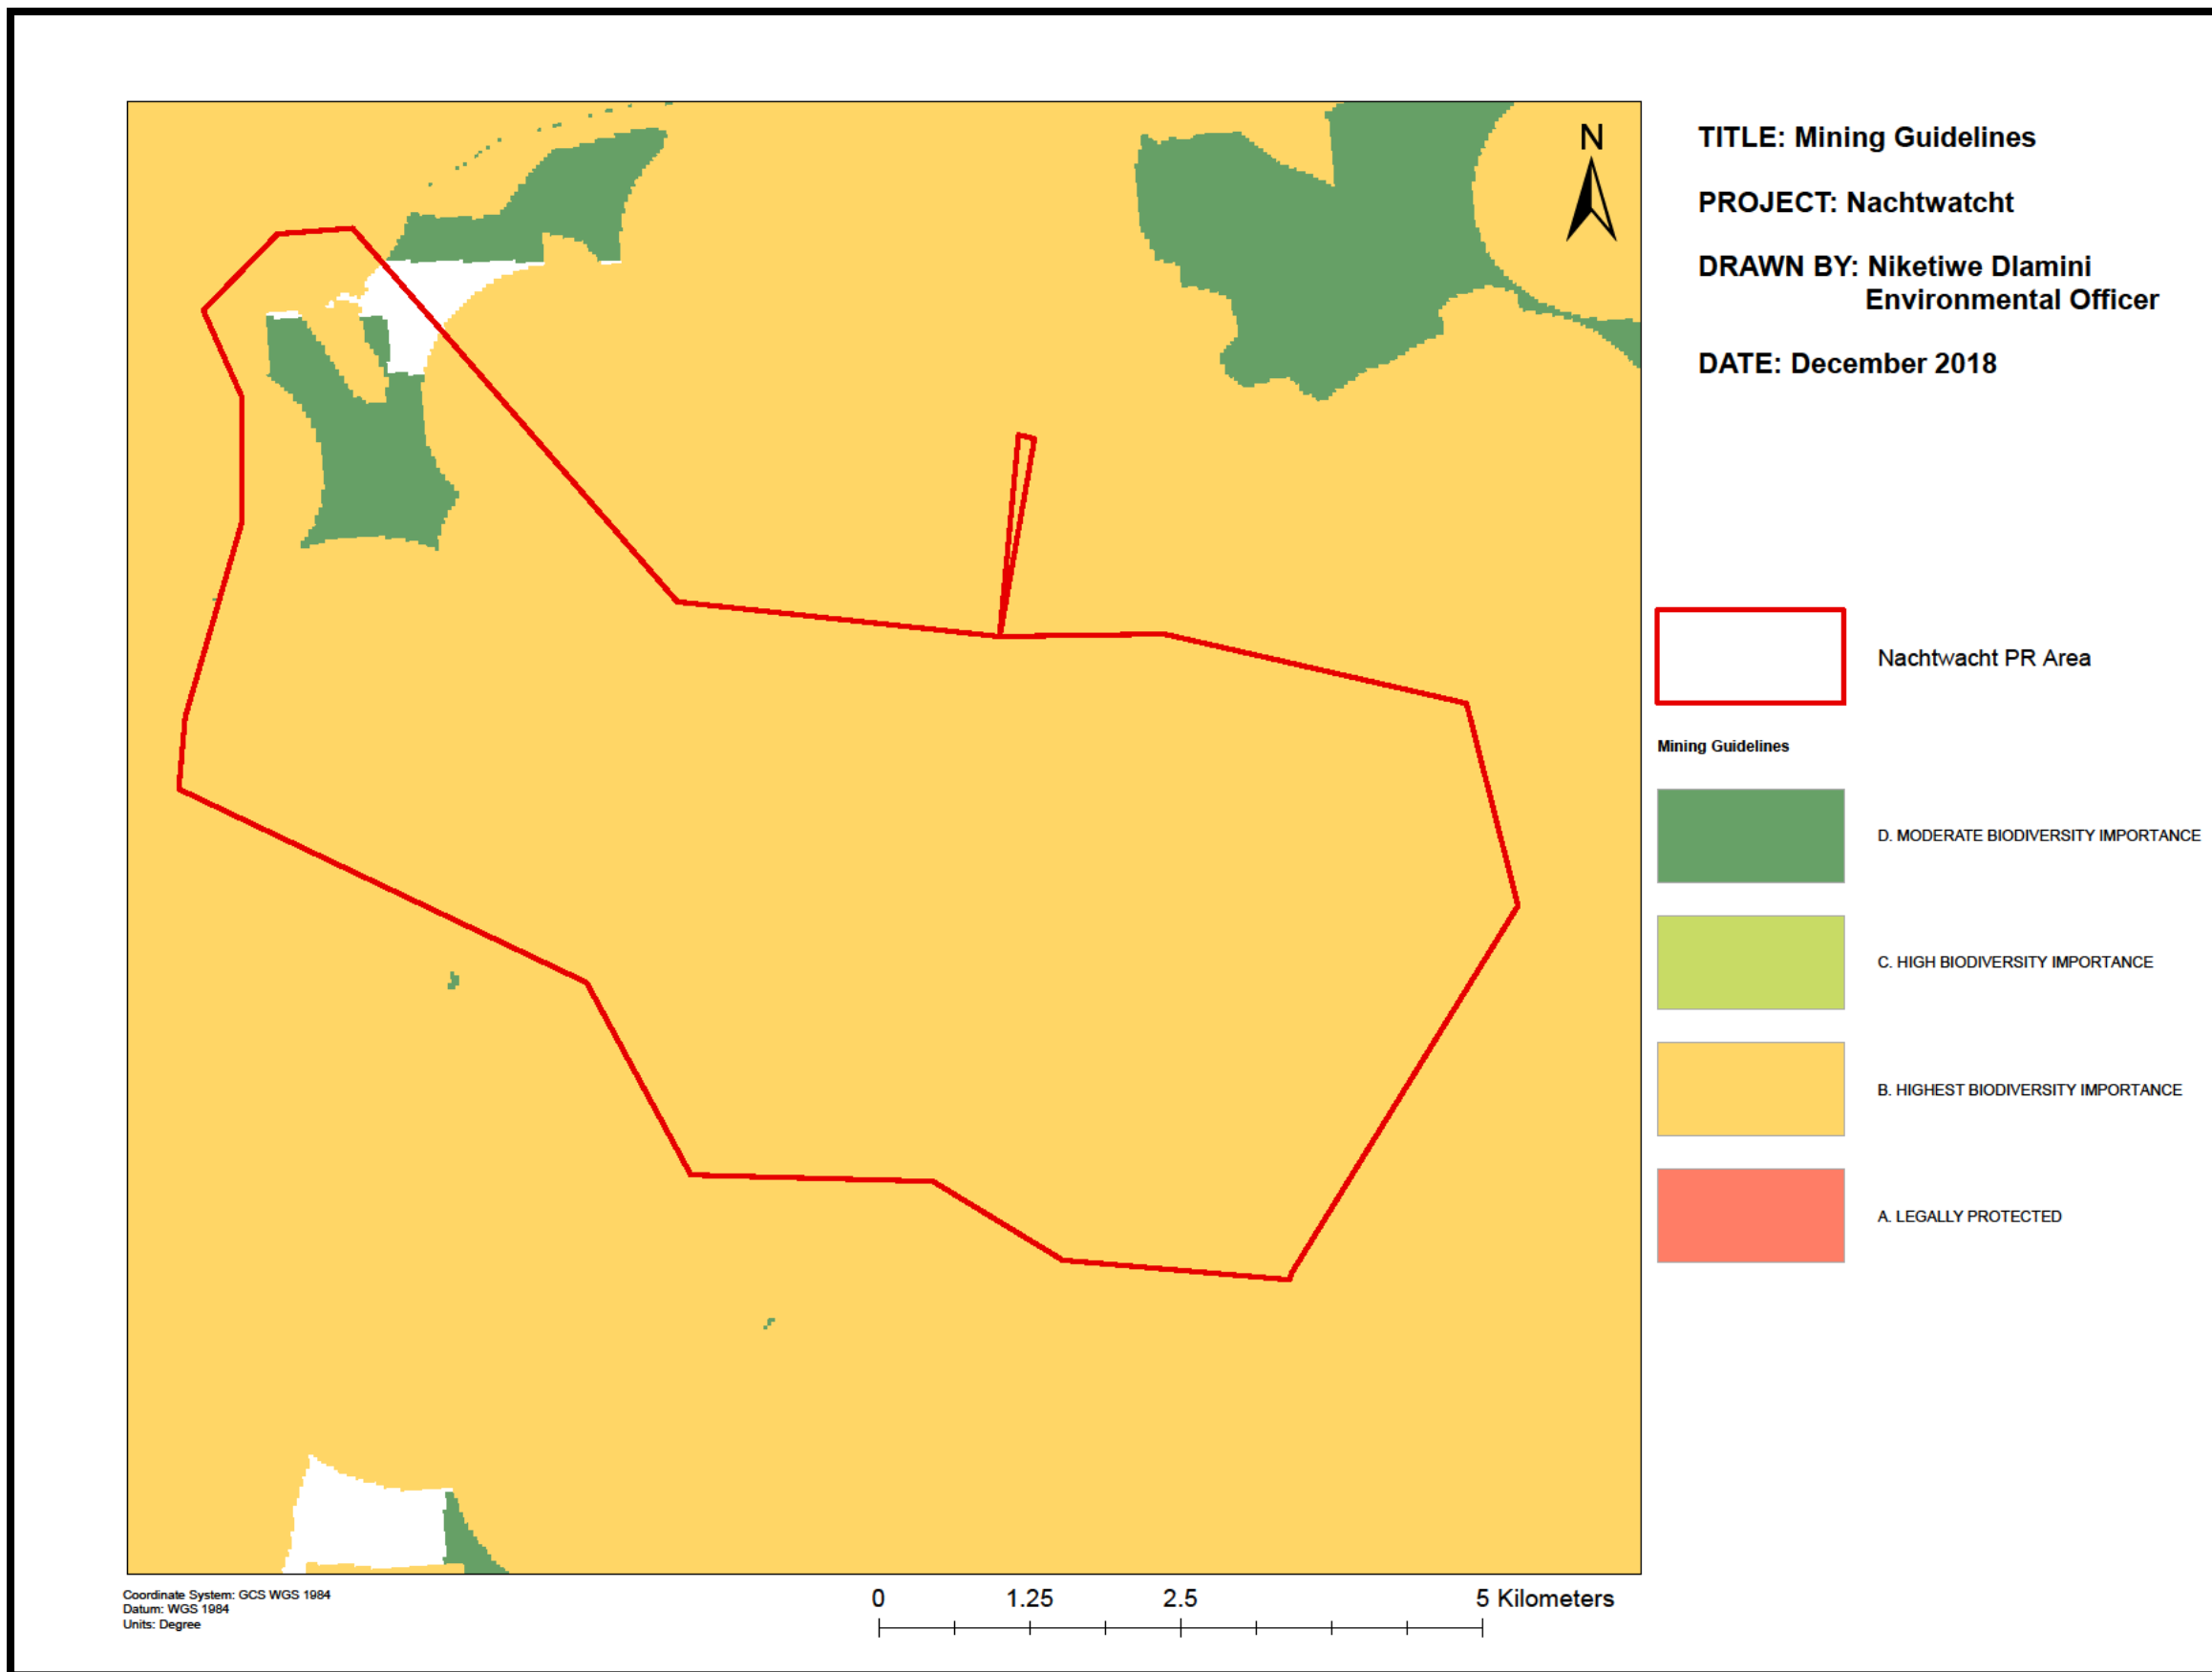 N
TITLE: Mining Guidelines
PROJECT: Nachtwatcht
DRAWN BY: Niketiwe Dlamini
Environmental Officer
DATE: December 2018
Nachtwacht PR Area
Mining Guidelines
D. MODERATE BIODIVERSITY IMPORTANCE
C. HIGH BIODIVERSITY IMPORTANCE
B. HIGHEST BIODIVERSITY IMPORTANCE
A. LEGALLY PROTECTED
Coordinate System: GCS WGS 1984
Datum: WGS 1984
Units: Degree
0 1.25 2.5 5 Kilometers